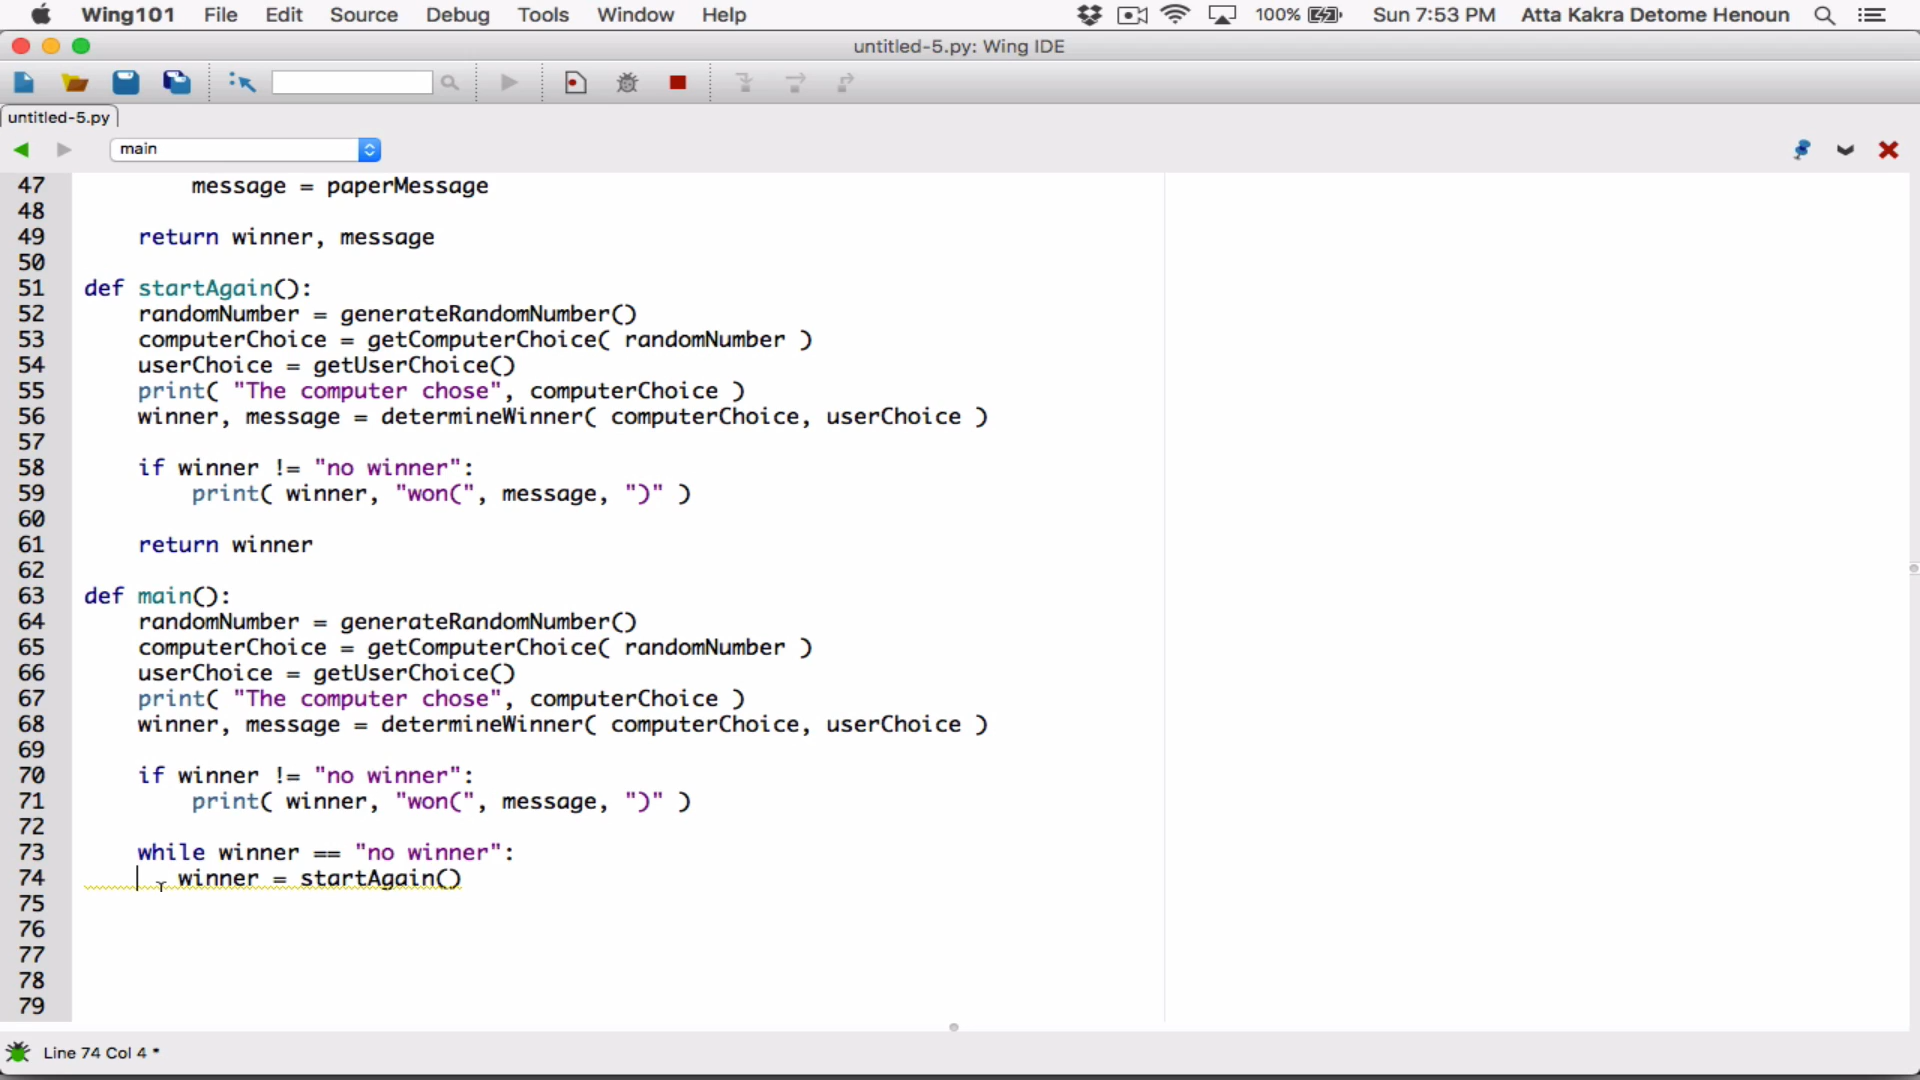 Wing101 File Edit Source Debug Tools Window Help 100% Sun 7:53 PM Atta Kakra Detome Henoun
untitled-5.py: Wing IDE
untitled-5.py
main
47 message = paperMessage
48
49 return winner, message
50
51 def startAgain():
52 randomNumber = generateRandomNumber()
53 computerChoice = getComputerChoice( randomNumber )
54 userChoice = getUserChoice()
55 print( "The computer chose", computerChoice )
56 winner, message = determineWinner( computerChoice, userChoice )
57
58 if winner != "no winner":
59 print( winner, "won(", message, ")" )
60
61 return winner
62
63 def main():
64 randomNumber = generateRandomNumber()
65 computerChoice = getComputerChoice( randomNumber )
66 userChoice = getUserChoice()
67 print( "The computer chose", computerChoice )
68 winner, message = determineWinner( computerChoice, userChoice )
69
70 if winner != "no winner":
71 print( winner, "won(", message, ")" )
72
73 while winner == "no winner":
74 winner = startAgain()
75
76
77
78
79
Line 74 Col 4 *